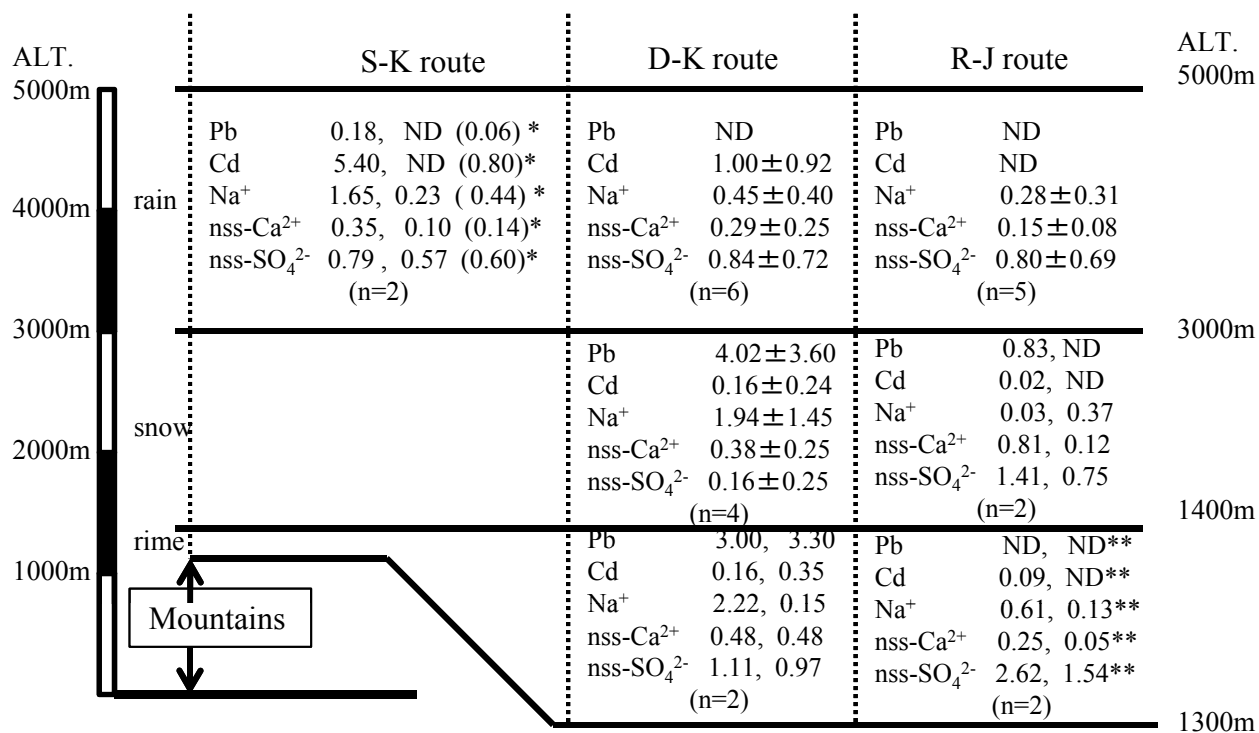 ALT.
5000m
4000m
3000m
2000m
1000m
rain
snow
rime
Mountains
S-K route
Pb 0.18, ND (0.06) *
Cd 5.40, ND (0.80)*
Na⁺ 1.65, 0.23 ( 0.44) *
nss-Ca²⁺ 0.35, 0.10 (0.14)*
nss-SO₄²⁻ 0.79 , 0.57 (0.60)*
(n=2)
D-K route
Pb ND
Cd 1.00±0.92
Na⁺ 0.45±0.40
nss-Ca²⁺ 0.29±0.25
nss-SO₄²⁻ 0.84±0.72
(n=6)
Pb 4.02±3.60
Cd 0.16±0.24
Na⁺ 1.94±1.45
nss-Ca²⁺ 0.38±0.25
nss-SO₄²⁻ 0.16±0.25
(n=4)
Pb 3.00, 3.30
Cd 0.16, 0.35
Na⁺ 2.22, 0.15
nss-Ca²⁺ 0.48, 0.48
nss-SO₄²⁻ 1.11, 0.97
(n=2)
R-J route
Pb ND
Cd ND
Na⁺ 0.28±0.31
nss-Ca²⁺ 0.15±0.08
nss-SO₄²⁻ 0.80±0.69
(n=5)
Pb 0.83, ND
Cd 0.02, ND
Na⁺ 0.03, 0.37
nss-Ca²⁺ 0.81, 0.12
nss-SO₄²⁻ 1.41, 0.75
(n=2)
Pb ND, ND**
Cd 0.09, ND**
Na⁺ 0.61, 0.13**
nss-Ca²⁺ 0.25, 0.05**
nss-SO₄²⁻ 2.62, 1.54**
(n=2)
ALT.
5000m
3000m
1400m
1300m